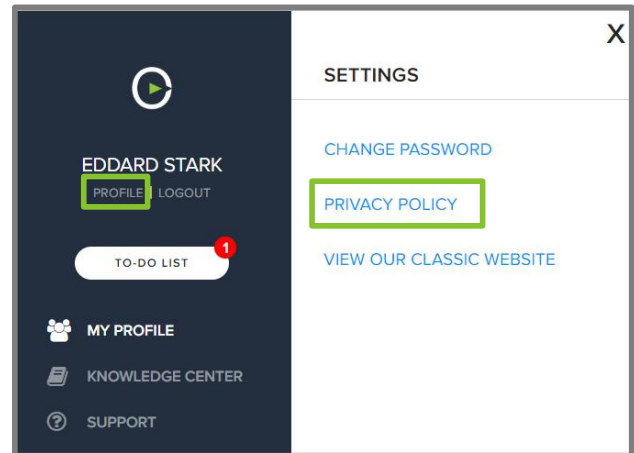 X
SETTINGS
EDDARD STARK
PROFILE | LOGOUT
TO-DO LIST
1
MY PROFILE
KNOWLEDGE CENTER
SUPPORT
CHANGE PASSWORD
PRIVACY POLICY
VIEW OUR CLASSIC WEBSITE